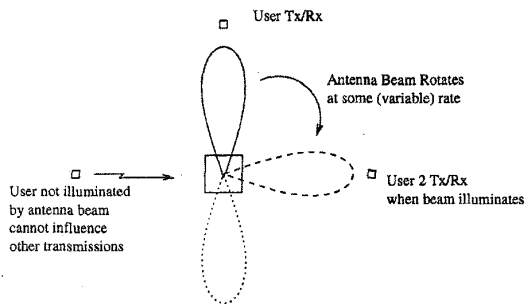 User Tx/Rx
Antenna Beam Rotates
at some (variable) rate
User not illuminated
by antenna beam
cannot influence
other transmissions
User 2 Tx/Rx
when beam illuminates